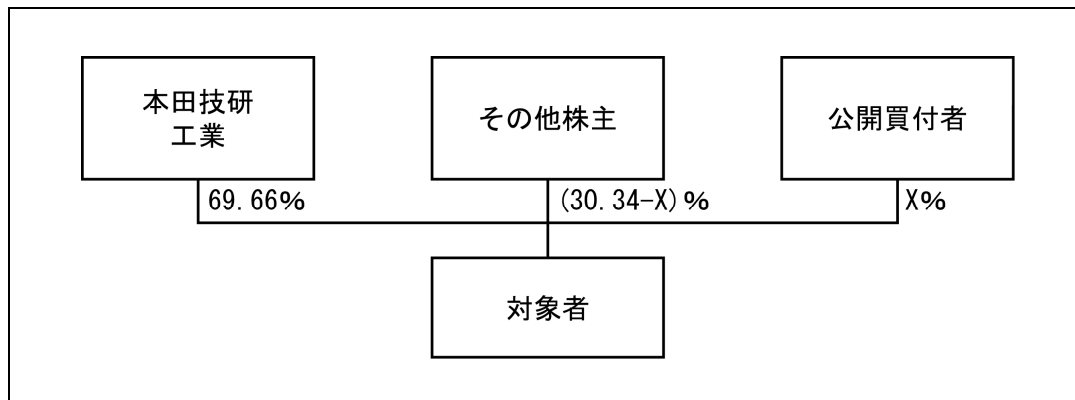 本田技研
工業
その他株主
公開買付者
69.66%
(30.34-X)%
X%
対象者